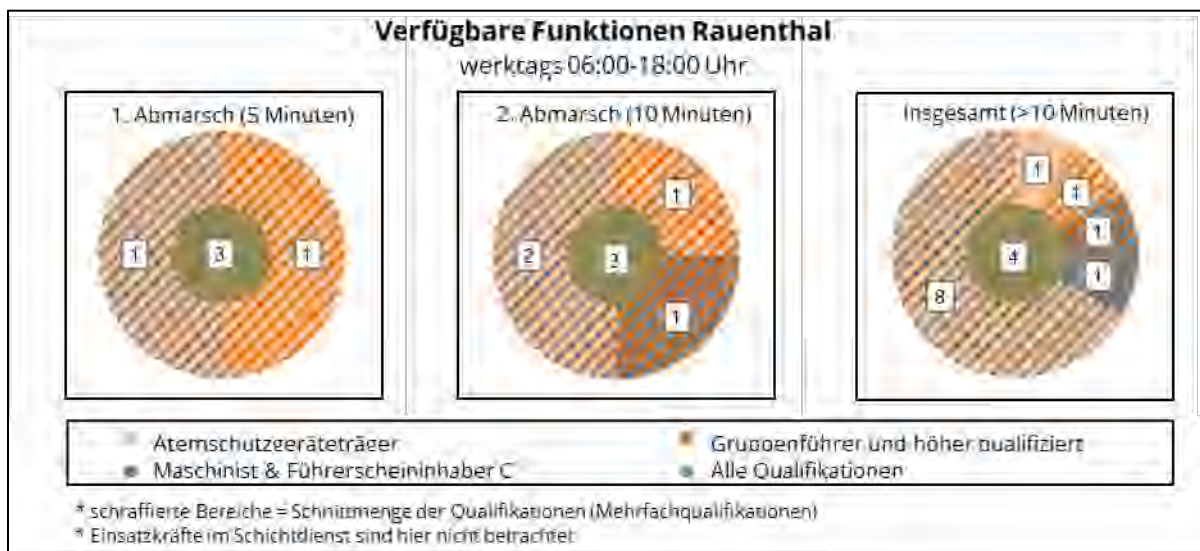 Verfügbare Funktionen Rauenthal
werktags 06:00-18:00 Uhr
1. Abmarsch (5 Minuten)
2. Abmarsch (10 Minuten)
Insgesamt (>10 Minuten)
1
3
1
2
3
1
1
8
4
1
1
1
1
Atemschutzgeräteträger
Gruppenführer und höher qualifiziert
Maschinist & Führerscheininhaber C
Alle Qualifikationen
* schraffierte Bereiche = Schnittmenge der Qualifikationen (Mehrfachqualifikationen)
* Einsatzkräfte im Schichtdienst sind hier nicht betrachtet